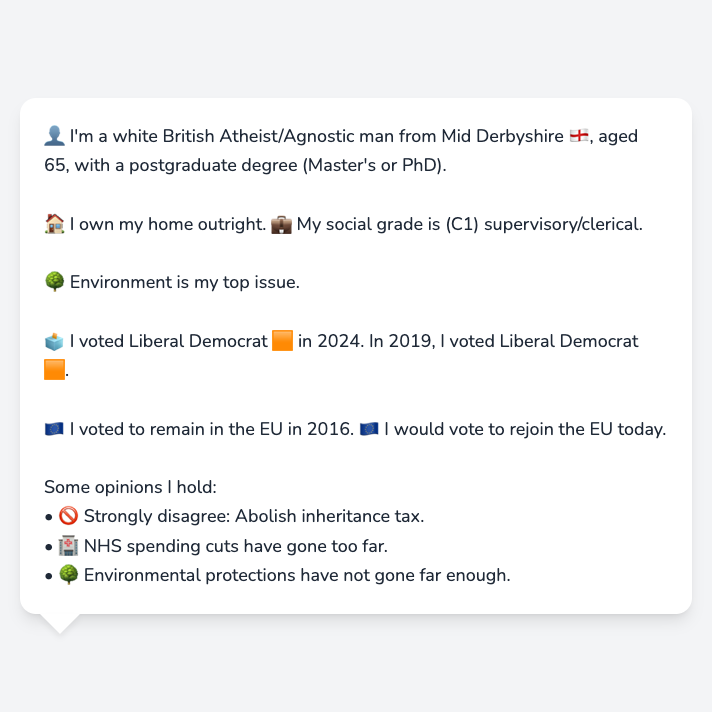 👤 I'm a white British Atheist/Agnostic man from Mid Derbyshire 🏴󠁧󠁢󠁥󠁮󠁧󠁿, aged
65, with a postgraduate degree (Master's or PhD).
🏠 I own my home outright. 💼 My social grade is (C1) supervisory/clerical.
🌳 Environment is my top issue.
🗳️ I voted Liberal Democrat 🟧 in 2024. In 2019, I voted Liberal Democrat
🟧.
🇪🇺 I voted to remain in the EU in 2016. 🇪🇺 I would vote to rejoin the EU today.
Some opinions I hold:
• 🚫 Strongly disagree: Abolish inheritance tax.
• 🏥 NHS spending cuts have gone too far.
• 🌳 Environmental protections have not gone far enough.